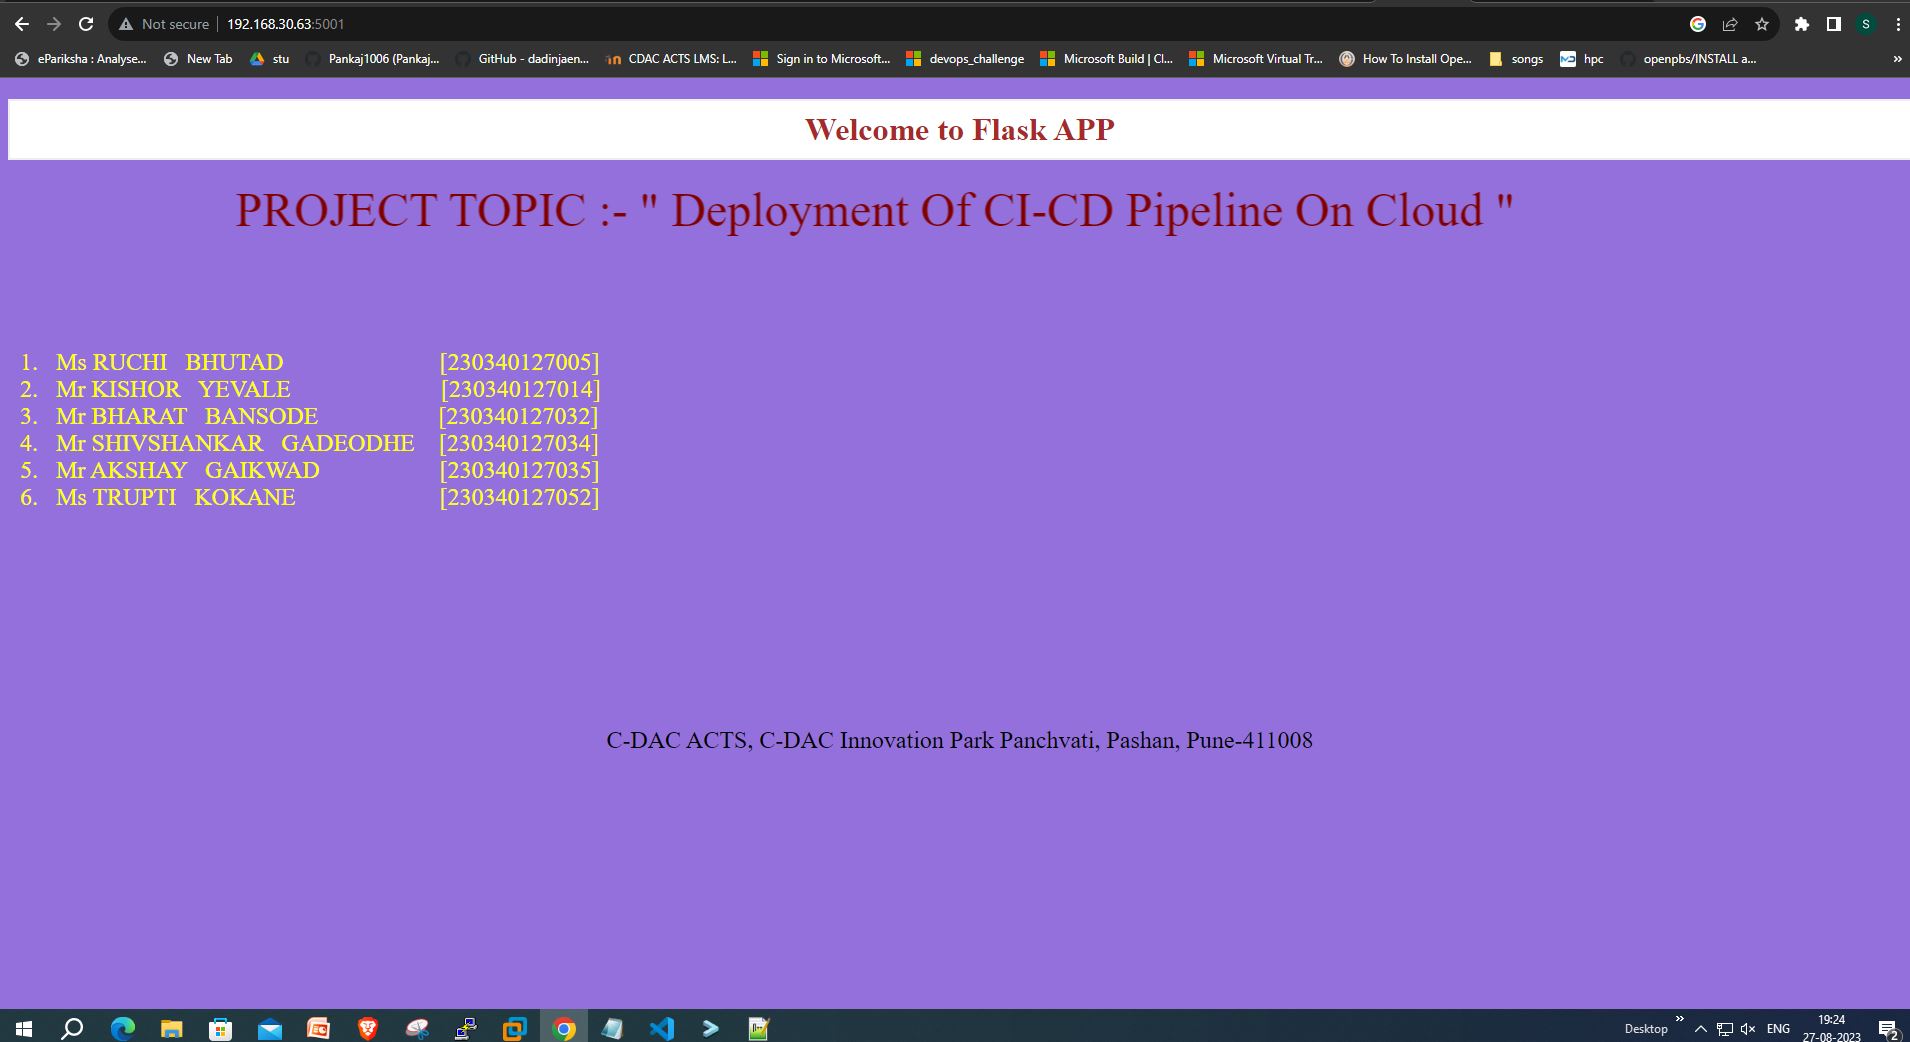 Not secure 192.168.30.63:5001
S
ePariksha : Analyse... New Tab stu Pankaj1006 (Pankaj... GitHub - dadinjaen... CDAC ACTS LMS: L... Sign in to Microsoft... devops_challenge Microsoft Build | Cl... Microsoft Virtual Tr... How To Install Ope... songs hpc openpbs/INSTALL a... »
Welcome to Flask APP
PROJECT TOPIC :- " Deployment Of CI-CD Pipeline On Cloud "
1. Ms RUCHI BHUTAD [230340127005]
2. Mr KISHOR YEVALE [230340127014]
3. Mr BHARAT BANSODE [230340127032]
4. Mr SHIVSHANKAR GADEODHE [230340127034]
5. Mr AKSHAY GAIKWAD [230340127035]
6. Ms TRUPTI KOKANE [230340127052]
C-DAC ACTS, C-DAC Innovation Park Panchvati, Pashan, Pune-411008
Desktop » ENG 19:24
27-08-2023 2